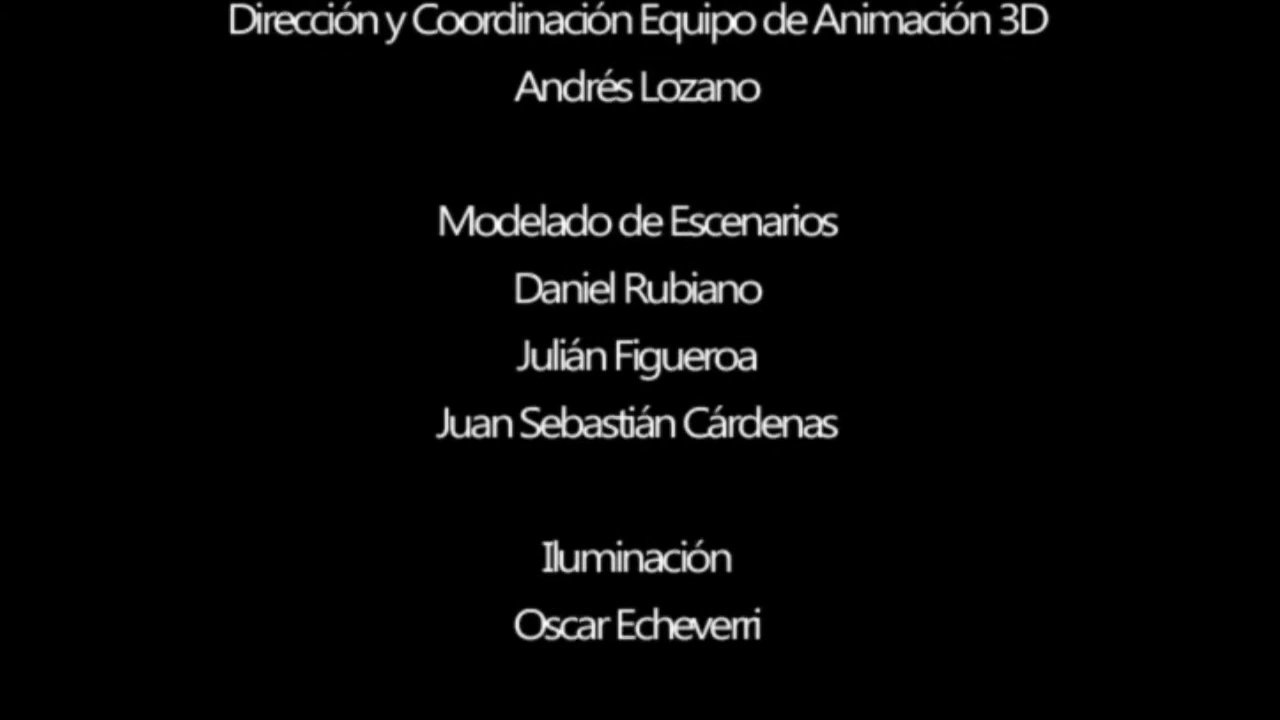 Dirección y Coordinación Equipo de Animación 3D
Andrés Lozano
Modelado de Escenarios
Daniel Rubiano
Julián Figueroa
Juan Sebastián Cárdenas
Iluminación
Oscar Echeverri